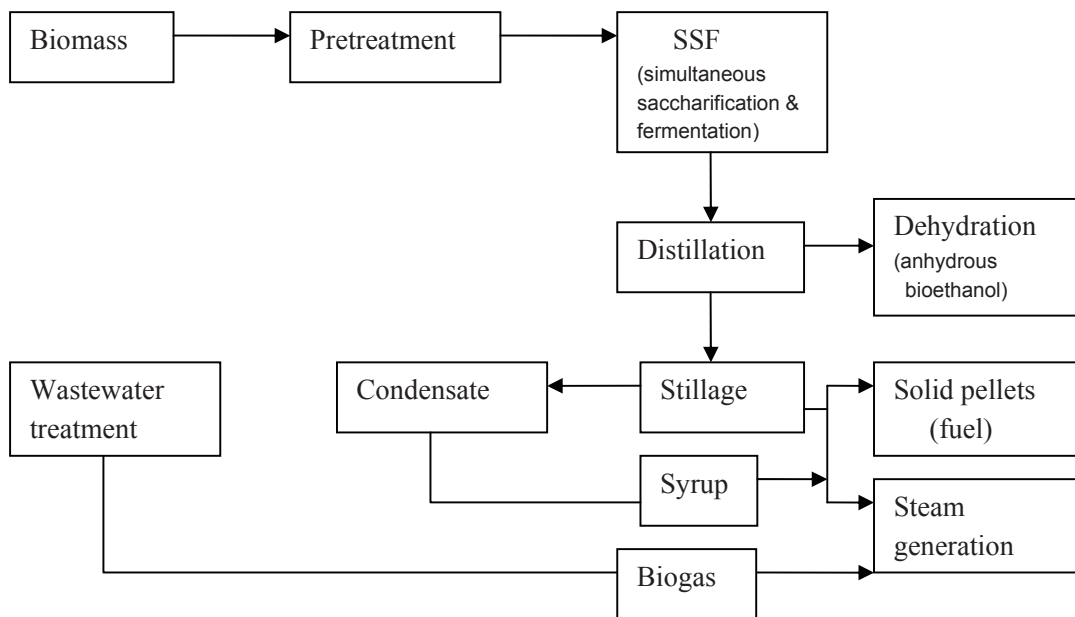 Biomass
Pretreatment
SSF
(simultaneous
saccharification &
fermentation)
Distillation
Dehydration
(anhydrous
bioethanol)
Wastewater
treatment
Condensate
Stillage
Solid pellets
(fuel)
Syrup
Steam
generation
Biogas